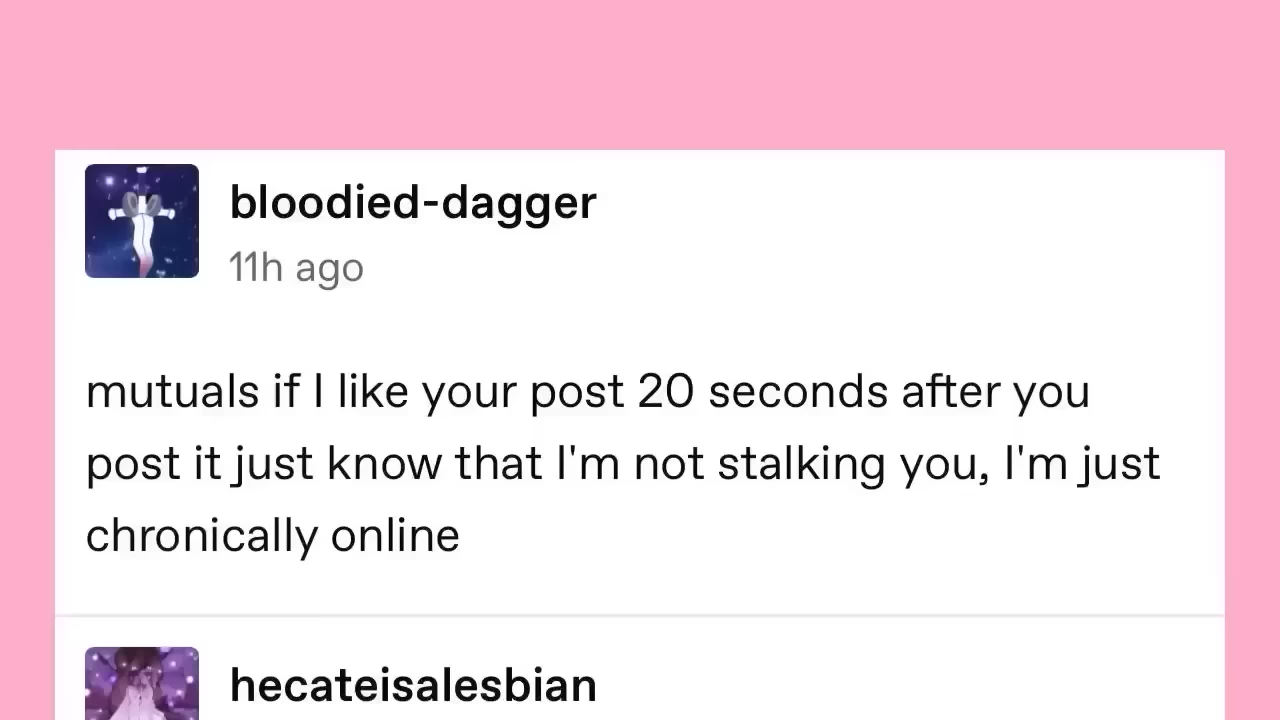 bloodied-dagger
11h ago
mutuals if I like your post 20 seconds after you
post it just know that I'm not stalking you, I'm just
chronically online
hecateisalesbian